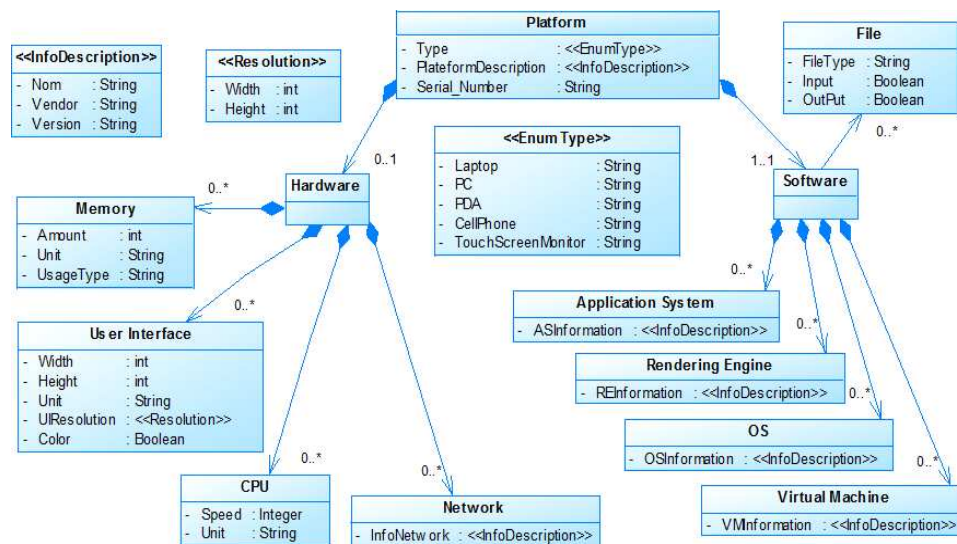 Platform
- Type : <<EnumType>>
- PlateformDescription : <<InfoDescription>>
- Serial_Number : String
File
- FileType : String
- Input : Boolean
- OutPut : Boolean
<<InfoDescription>>
- Nom : String
- Vendor : String
- Version : String
<<Resolution>>
- Width : int
- Height : int
0..1
<<Enum Type>>
- Laptop : String
- PC : String
- PDA : String
- CellPhone : String
- TouchScreenMonitor : String
1..1
0..*
Hardware
Software
0..*
Memory
- Amount : int
- Unit : String
- UsageType : String
0..*
User Interface
- Width : int
- Height : int
- Unit : String
- UIResolution : <<Resolution>>
- Color : Boolean
0..*
Application System
- ASInformation : <<InfoDescription>>
0..*
Rendering Engine
- REInformation : <<InfoDescription>>
0..*
OS
- OSInformation : <<InfoDescription>>
0..*
CPU
- Speed : Integer
- Unit : String
0..*
Network
- InfoNetwork : <<InfoDescription>>
0..*
Virtual Machine
- VMInformation : <<InfoDescription>>